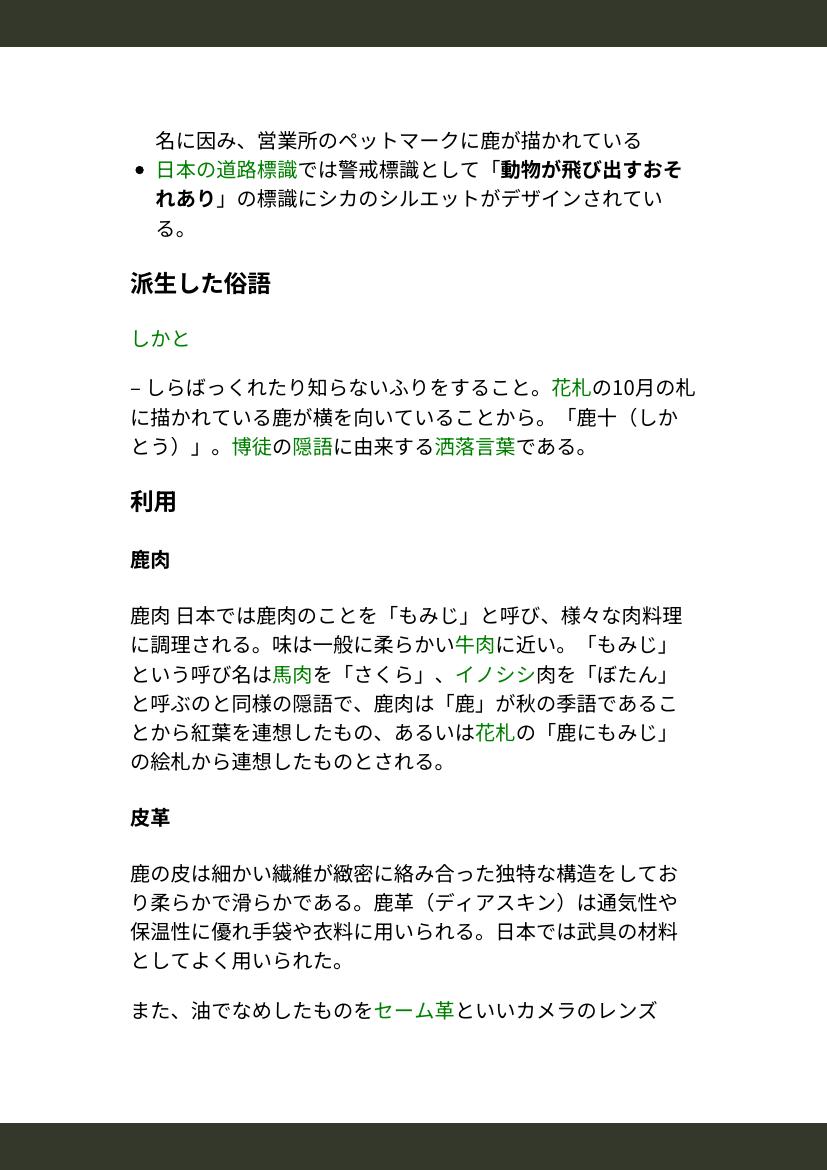 名に因み、営業所のペットマークに鹿が描かれている
• 日本の道路標識では警戒標識として「動物が飛び出すおそ
れあり」の標識にシカのシルエットがデザインされてい
る。
派生した俗語
しかと
– しらばっくれたり知らないふりをすること。花札の10月の札
に描かれている鹿が横を向いていることから。「鹿十（しか
とう）」。博徒の隠語に由来する洒落言葉である。
利用
鹿肉
鹿肉 日本では鹿肉のことを「もみじ」と呼び、様々な肉料理
に調理される。味は一般に柔らかい牛肉に近い。「もみじ」
という呼び名は馬肉を「さくら」、イノシシ肉を「ぼたん」
と呼ぶのと同様の隠語で、鹿肉は「鹿」が秋の季語であるこ
とから紅葉を連想したもの、あるいは花札の「鹿にもみじ」
の絵札から連想したものとされる。
皮革
鹿の皮は細かい繊維が緻密に絡み合った独特な構造をしてお
り柔らかで滑らかである。鹿革（ディアスキン）は通気性や
保温性に優れ手袋や衣料に用いられる。日本では武具の材料
としてよく用いられた。
また、油でなめしたものをセーム革といいカメラのレンズ